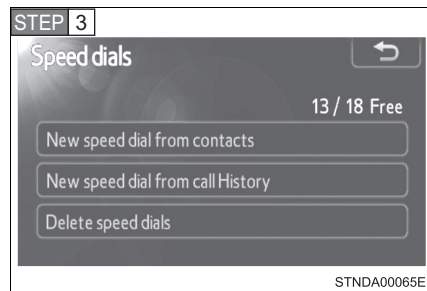 STEP 3
Speed dials
13 / 18 Free
New speed dial from contacts
New speed dial from call History
Delete speed dials
STNDA00065E